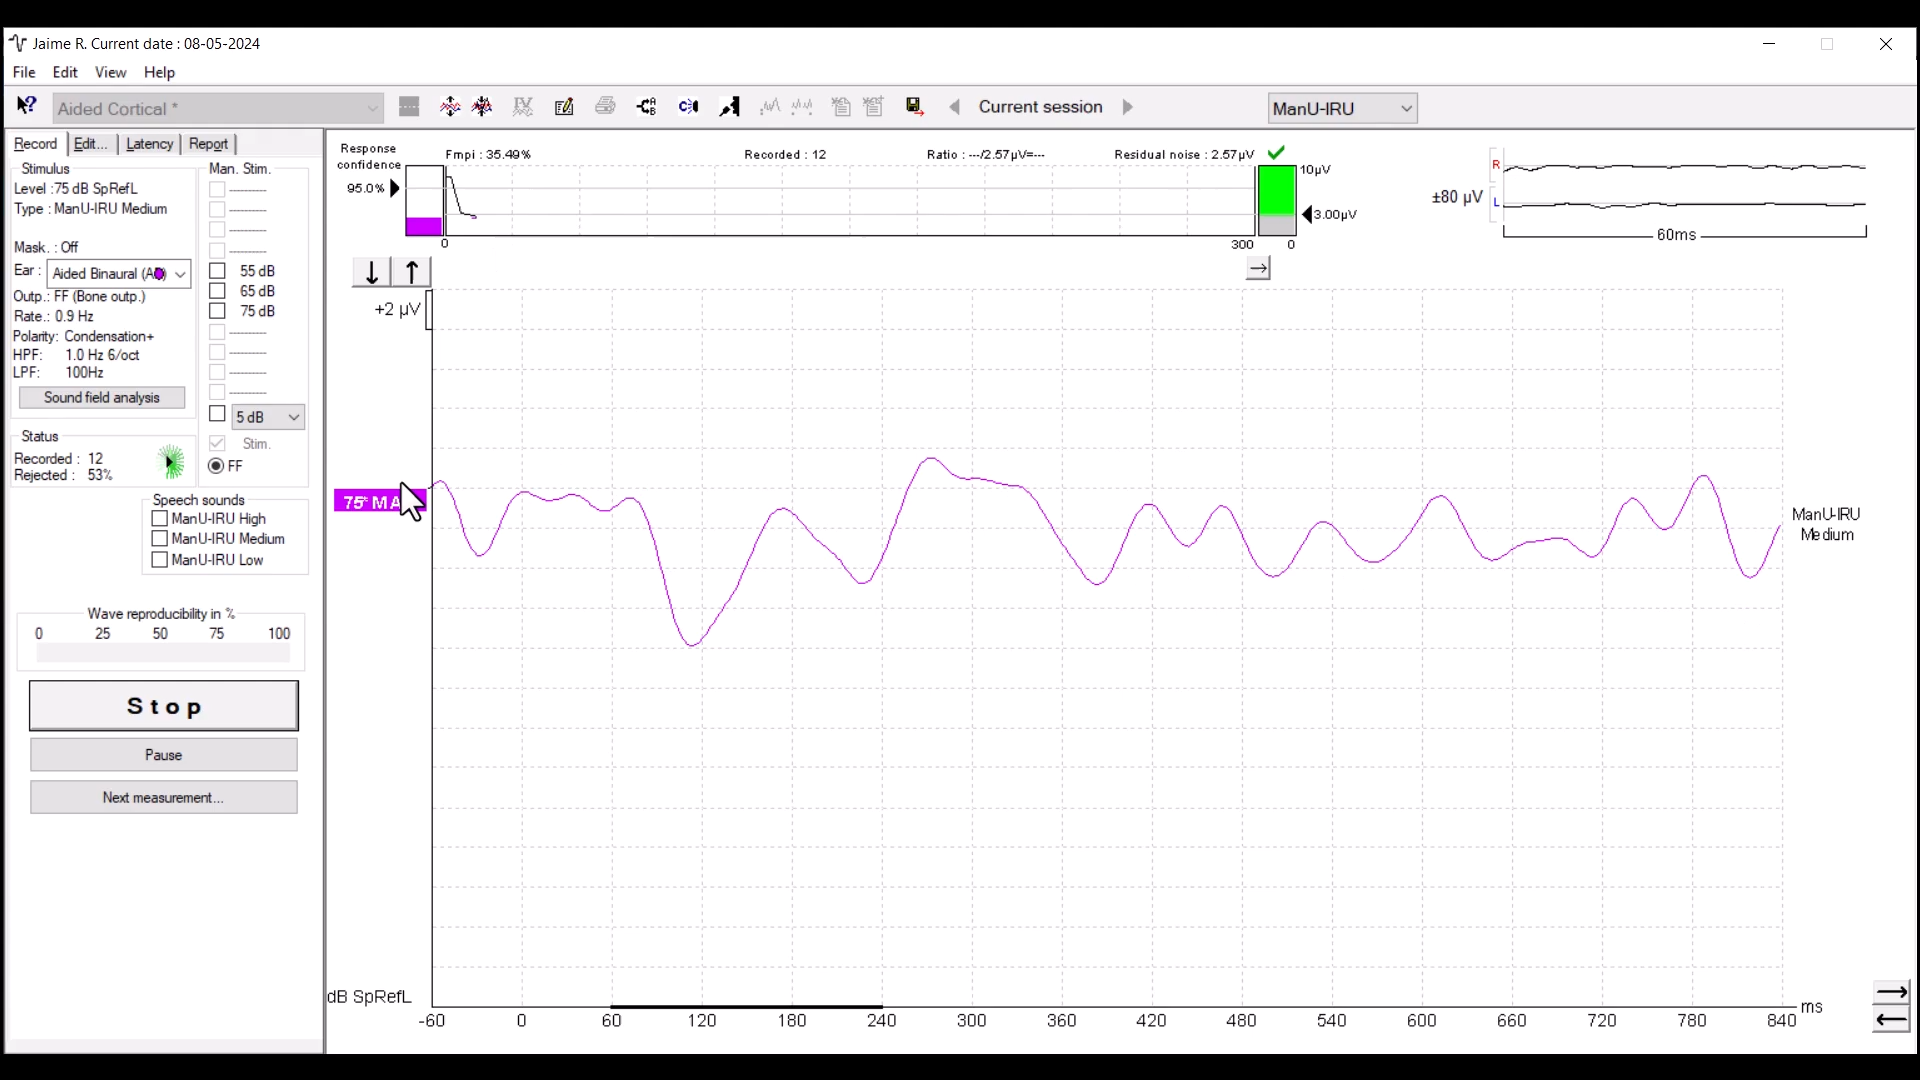 Jaime R. Current date : 08-05-2024
File Edit View Help
Aided Cortical *
Current session
ManU-IRU
Record Edit... Latency Report
Stimulus
Level :75 dB SpRefL
Type : ManU-IRU Medium
Mask. : Off
Ear : Aided Binaural
Outp.: FF (Bone outp.)
Rate.: 0.9 Hz
Polarity: Condensation+
HPF: 1.0 Hz 6/oct
LPF: 100Hz
Sound field analysis
Man. Stim.
55 dB
65 dB
75 dB
5 dB
Stim.
FF
Status
Recorded : 12
Rejected : 53%
Speech sounds
ManU-IRU High
ManU-IRU Medium
ManU-IRU Low
Wave reproducibility in %
0 25 50 75 100
Stop
Pause
Next measurement...
Response
confidence
95.0%
Fmpi : 35.49% Recorded : 12 Ratio : ---/2.57µV=--- Residual noise : 2.57µV
10µV
3.00µV
0 300 0
R
±80 µV
L
60ms
+2 µV
75* M A
ManU-IRU
Medium
dB SpRefL
-60 0 60 120 180 240 300 360 420 480 540 600 660 720 780 840 ms